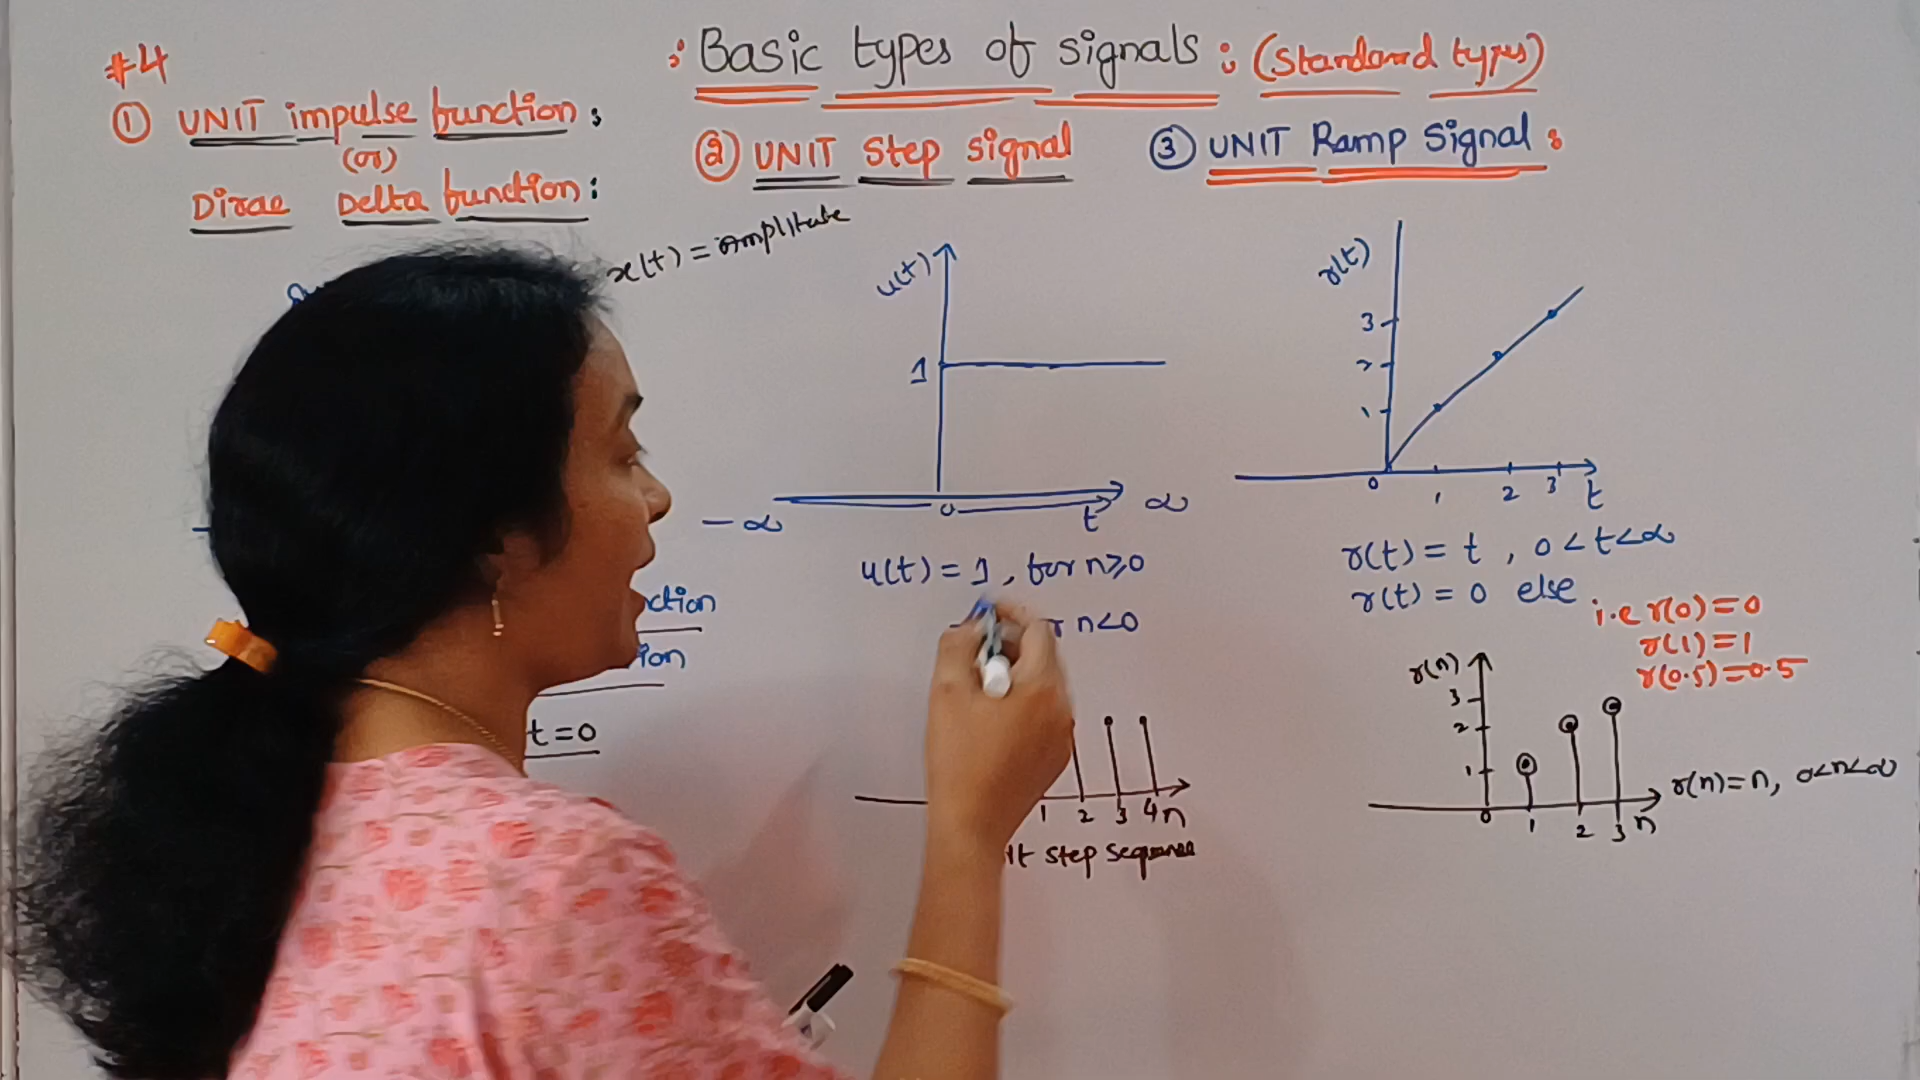 #4
: Basic types of signals : (Standard types)
① UNIT impulse function :
(or)
Dirac Delta function :
② UNIT Step signal
③ UNIT Ramp Signal :
x(t) = Amplitude
u(t)
1
0
t
- ∞
∞
u(t) = 1 , for n≥0
n<0
ction
ion
t=0
1 2 3 4 n
step sequence
r(t)
3
2
1
0 1 2 3 t
r(t) = t , 0 < t < ∞
r(t) = 0 else
i.e r(0) = 0
r(1) = 1
r(0.5) = 0.5
r(n)
3
2
1
0 1 2 3 n
r(n) = n, 0<n<∞